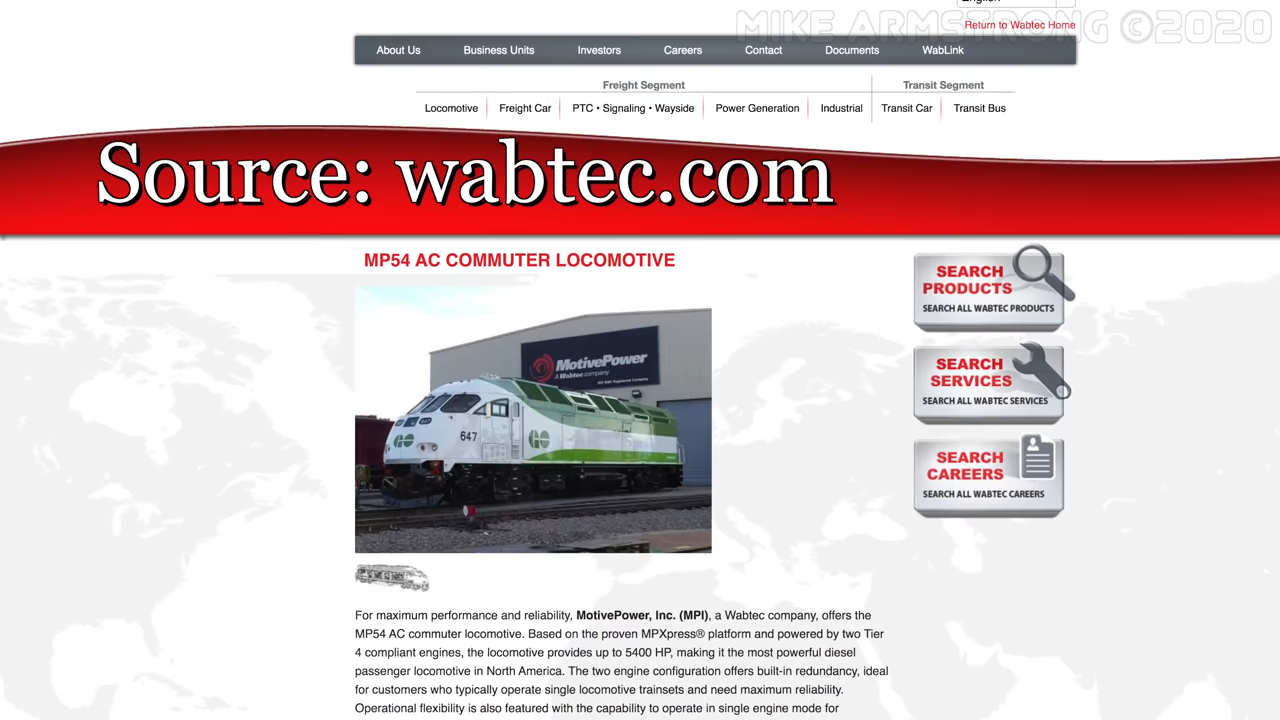 English
MIKE ARMSTRONG ©2020
Return to Wabtec Home
About Us Business Units Investors Careers Contact Documents WabLink
Freight Segment Transit Segment
Locomotive Freight Car PTC • Signaling • Wayside Power Generation Industrial Transit Car Transit Bus
Source: wabtec.com
MP54 AC COMMUTER LOCOMOTIVE
MotivePower
A Wabtec company
647
GO
GO
SEARCH
PRODUCTS
SEARCH ALL WABTEC PRODUCTS
SEARCH
SERVICES
SEARCH ALL WABTEC SERVICES
SEARCH
CAREERS
SEARCH ALL WABTEC CAREERS
For maximum performance and reliability, MotivePower, Inc. (MPI), a Wabtec company, offers the
MP54 AC commuter locomotive. Based on the proven MPXpress® platform and powered by two Tier
4 compliant engines, the locomotive provides up to 5400 HP, making it the most powerful diesel
passenger locomotive in North America. The two engine configuration offers built-in redundancy, ideal
for customers who typically operate single locomotive trainsets and need maximum reliability.
Operational flexibility is also featured with the capability to operate in single engine mode for